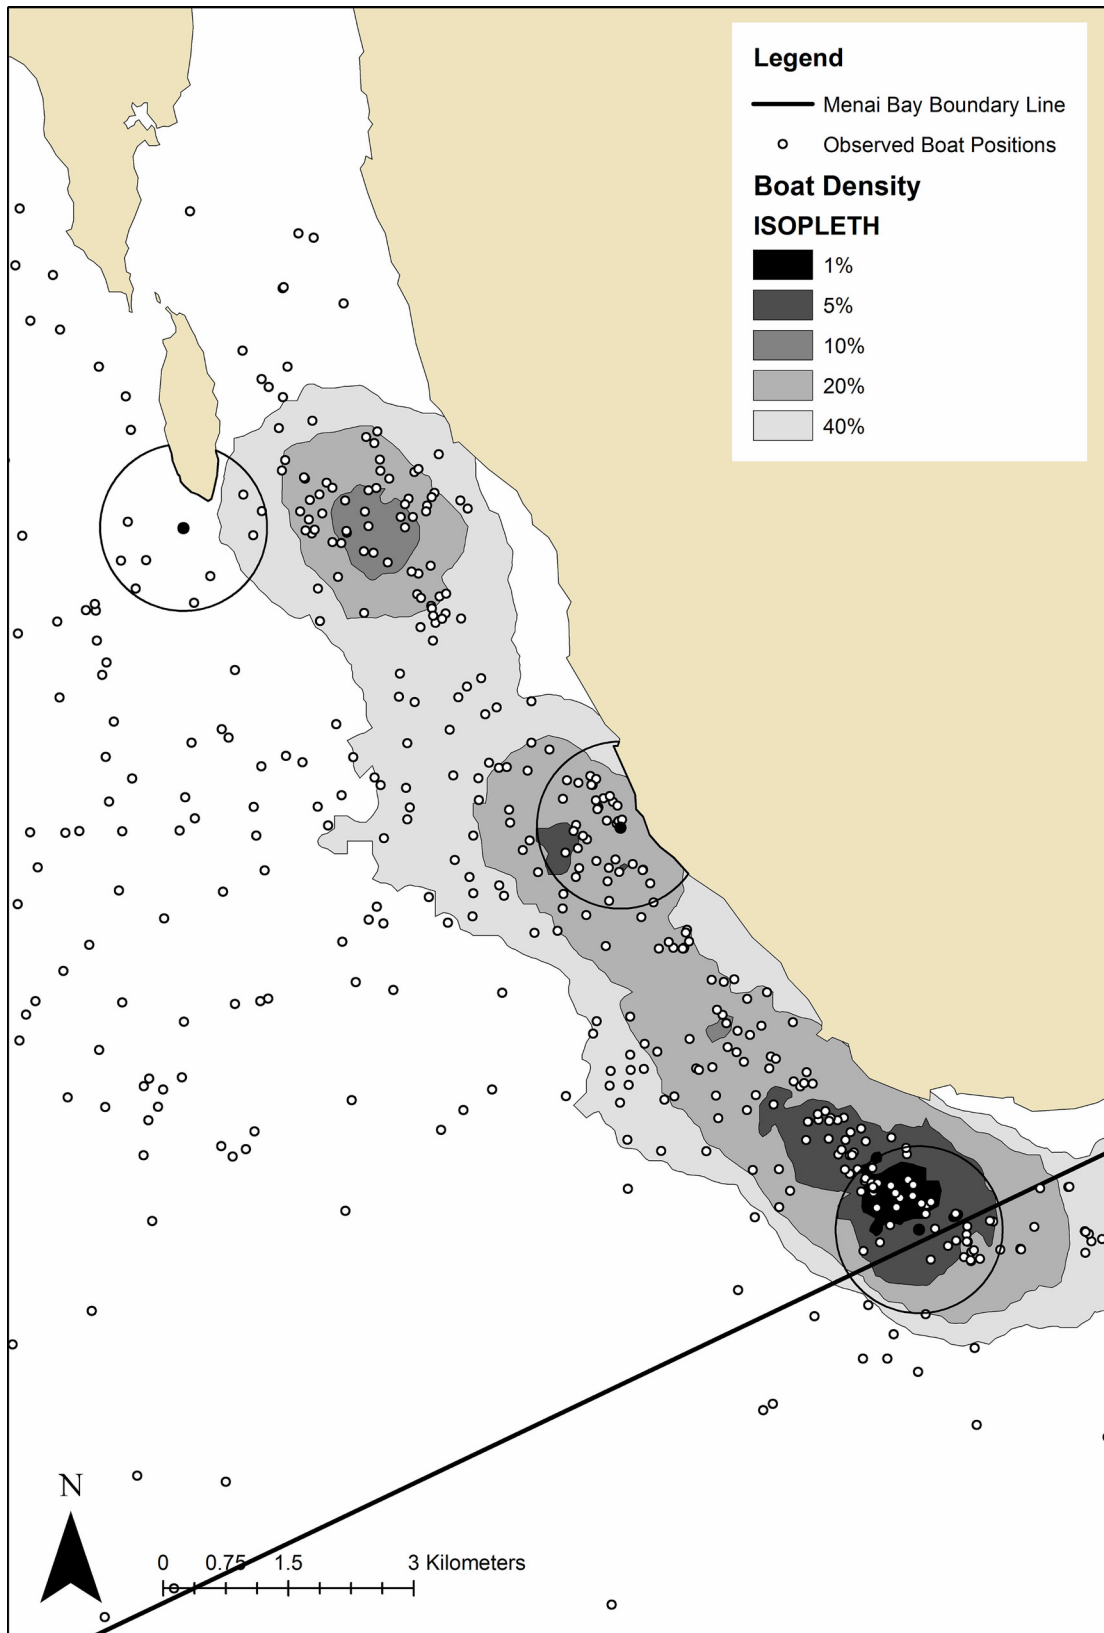 Legend
Menai Bay Boundary Line
Observed Boat Positions
Boat Density
ISOPLETH
1%
5%
10%
20%
40%
N
0 0.75 1.5 3 Kilometers